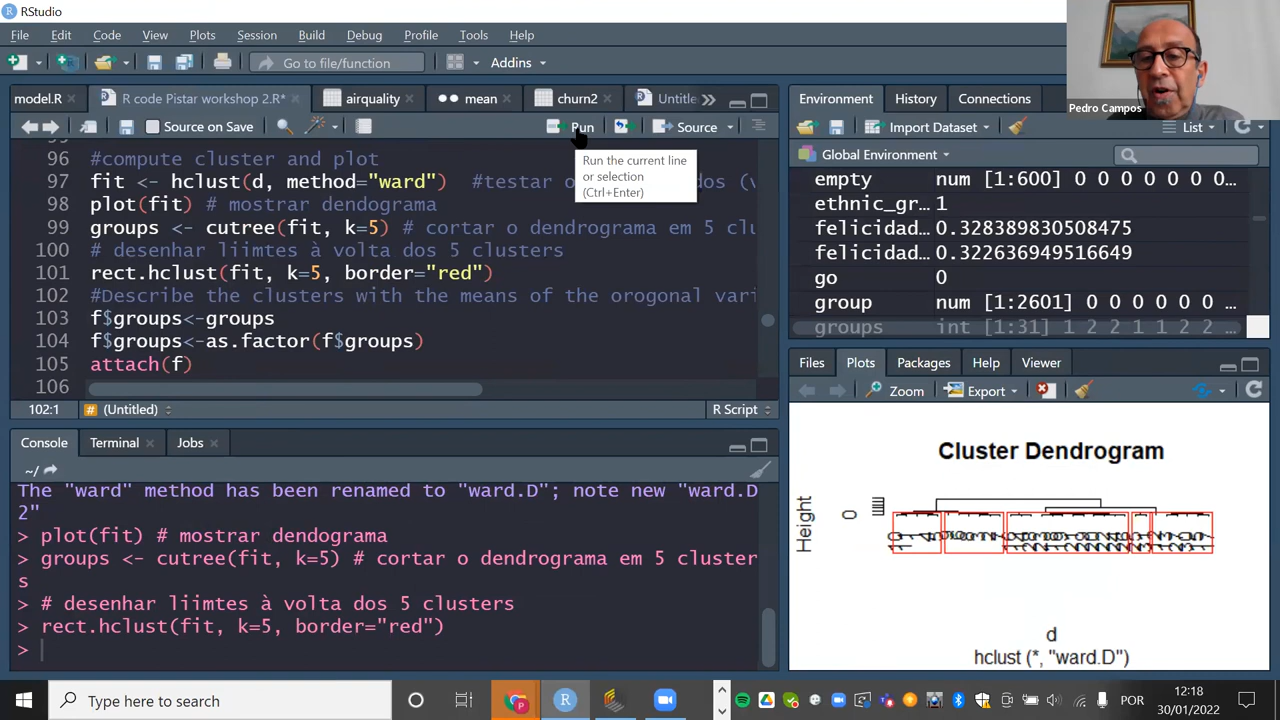 RStudio
File Edit Code View Plots Session Build Debug Profile Tools Help
Go to file/function Addins
Pedro Campos
model.R R code Pistar workshop 2.R* airquality mean churn2 Untitle
Source on Save Run Source
Run the current line
or selection
(Ctrl+Enter)
96 #compute cluster and plot
97 fit <- hclust(d, method="ward") #testar o dos (v
98 plot(fit) # mostrar dendograma
99 groups <- cutree(fit, k=5) # cortar o dendrograma em 5 clu
100 # desenhar liimtes à volta dos 5 clusters
101 rect.hclust(fit, k=5, border="red")
102 #Describe the clusters with the means of the orogonal vari
103 f$groups<-groups
104 f$groups<-as.factor(f$groups)
105 attach(f)
106
102:1 # (Untitled) R Script
Console Terminal Jobs
~/
The "ward" method has been renamed to "ward.D"; note new "ward.D
2"
> plot(fit) # mostrar dendograma
> groups <- cutree(fit, k=5) # cortar o dendrograma em 5 cluster
s
> # desenhar liimtes à volta dos 5 clusters
> rect.hclust(fit, k=5, border="red")
>
Environment History Connections
Import Dataset List
Global Environment
empty num [1:600] 0 0 0 0 0 0 0…
ethnic_gr… 1
felicidad… 0.328389830508475
felicidad… 0.322636949516649
go 0
group num [1:2601] 0 0 0 0 0 0 …
groups int [1:31] 1 2 2 1 1 2 2 …
Files Plots Packages Help Viewer
Zoom Export
Cluster Dendrogram
Height
0
d
hclust (*, "ward.D")
Type here to search
POR
12:18
30/01/2022